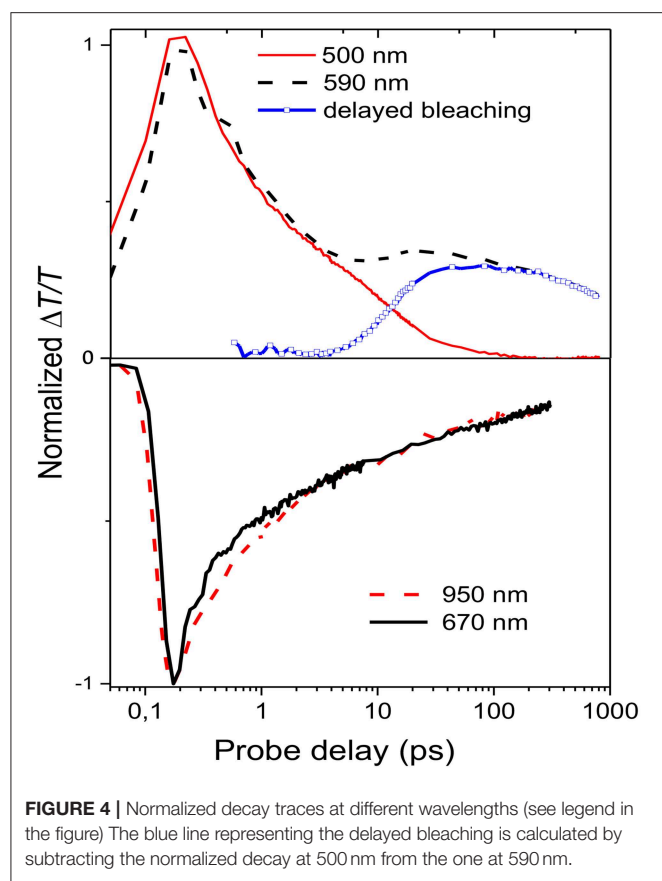 1
500 nm
590 nm
delayed bleaching
0
Normalized ΔT/T
950 nm
670 nm
-1
0,1 1 10 100 1000
Probe delay (ps)
FIGURE 4 | Normalized decay traces at different wavelengths (see legend in
the figure) The blue line representing the delayed bleaching is calculated by
subtracting the normalized decay at 500 nm from the one at 590 nm.